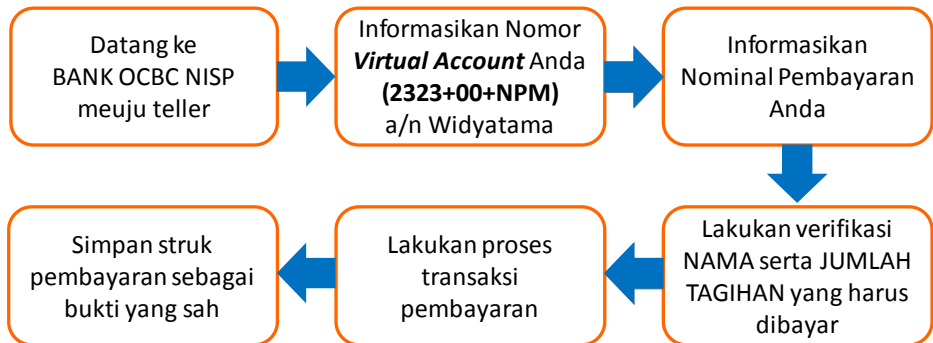 Datang ke
BANK OCBC NISP
meuju teller
Informasikan Nomor
Virtual Account Anda
(2323+00+NPM)
a/n Widyatama
Informasikan
Nominal Pembayaran
Anda
Lakukan verifikasi
NAMA serta JUMLAH
TAGIHAN yang harus
dibayar
Lakukan proses
transaksi
pembayaran
Simpan struk
pembayaran sebagai
bukti yang sah